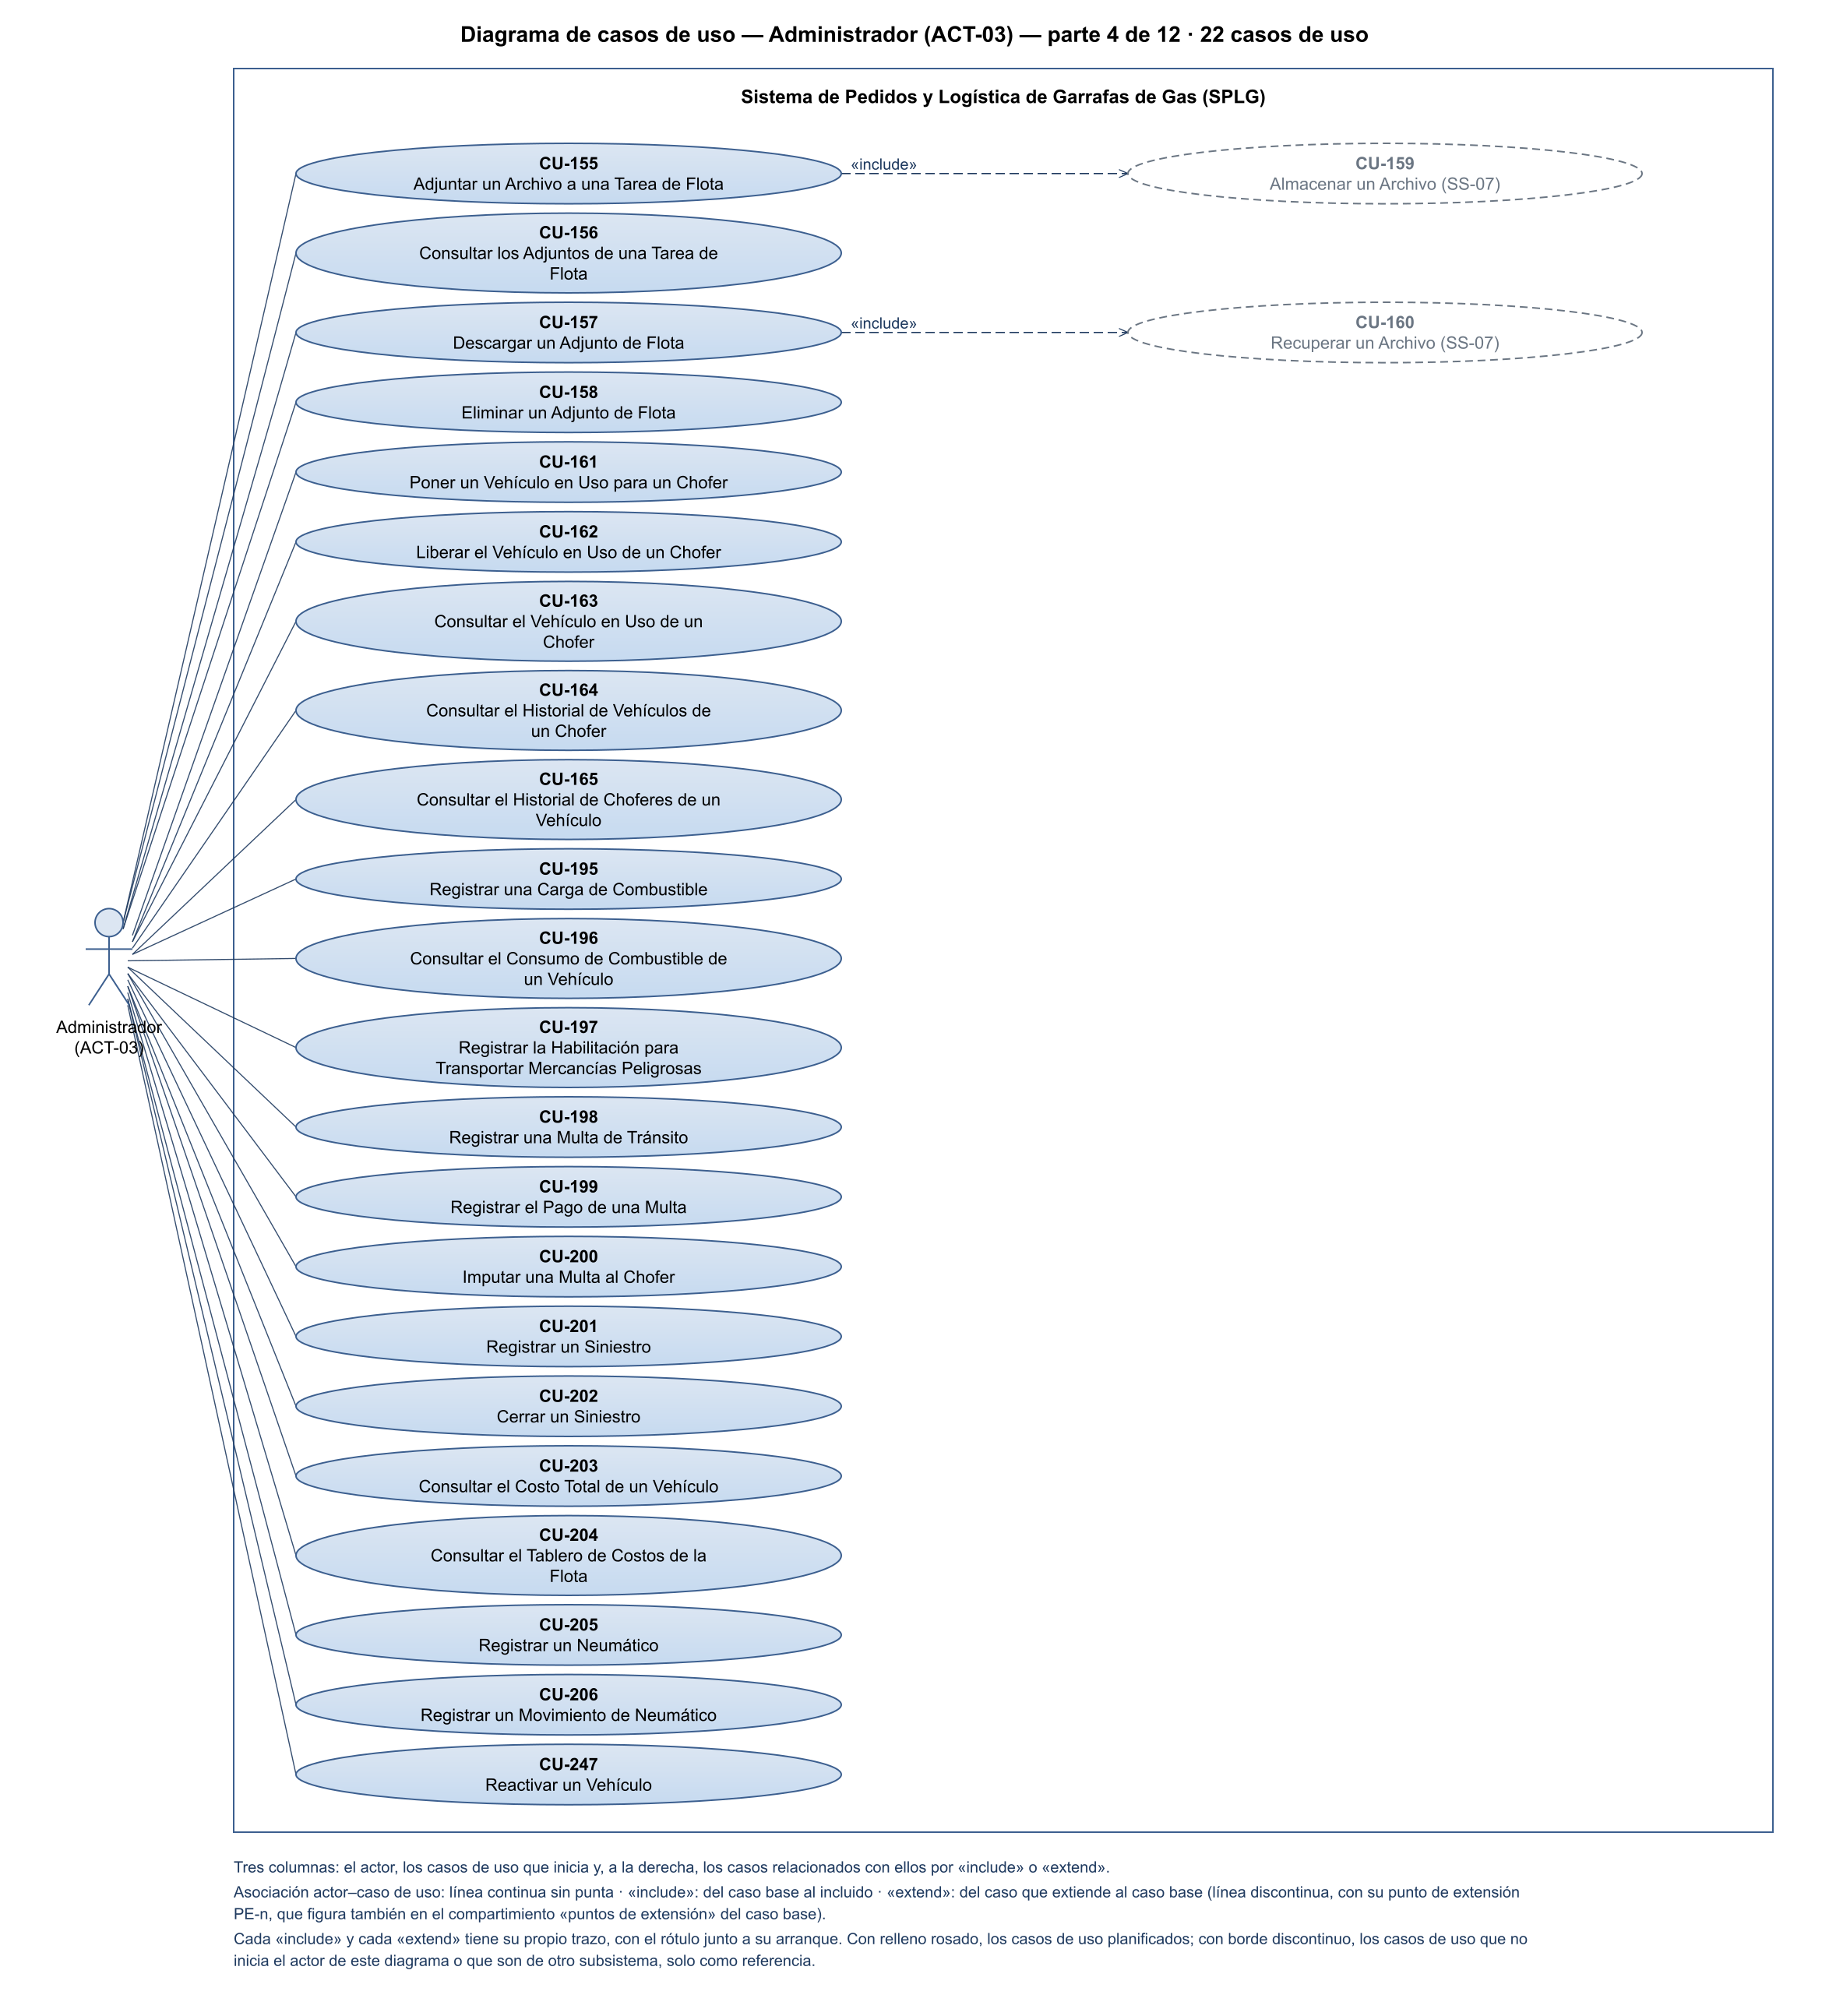 Diagrama de casos de uso — Administrador (ACT-03) — parte 4 de 12 · 22 casos de uso
Sistema de Pedidos y Logística de Garrafas de Gas (SPLG)
CU-155
Adjuntar un Archivo a una Tarea de Flota
«include»
CU-159
Almacenar un Archivo (SS-07)
CU-156
Consultar los Adjuntos de una Tarea de
Flota
CU-157
Descargar un Adjunto de Flota
«include»
CU-160
Recuperar un Archivo (SS-07)
CU-158
Eliminar un Adjunto de Flota
CU-161
Poner un Vehículo en Uso para un Chofer
CU-162
Liberar el Vehículo en Uso de un Chofer
CU-163
Consultar el Vehículo en Uso de un
Chofer
CU-164
Consultar el Historial de Vehículos de
un Chofer
CU-165
Consultar el Historial de Choferes de un
Vehículo
CU-195
Registrar una Carga de Combustible
CU-196
Consultar el Consumo de Combustible de
un Vehículo
Administrador
(ACT-03)
CU-197
Registrar la Habilitación para
Transportar Mercancías Peligrosas
CU-198
Registrar una Multa de Tránsito
CU-199
Registrar el Pago de una Multa
CU-200
Imputar una Multa al Chofer
CU-201
Registrar un Siniestro
CU-202
Cerrar un Siniestro
CU-203
Consultar el Costo Total de un Vehículo
CU-204
Consultar el Tablero de Costos de la
Flota
CU-205
Registrar un Neumático
CU-206
Registrar un Movimiento de Neumático
CU-247
Reactivar un Vehículo
Tres columnas: el actor, los casos de uso que inicia y, a la derecha, los casos relacionados con ellos por «include» o «extend».
Asociación actor–caso de uso: línea continua sin punta · «include»: del caso base al incluido · «extend»: del caso que extiende al caso base (línea discontinua, con su punto de extensión
PE-n, que figura también en el compartimiento «puntos de extensión» del caso base).
Cada «include» y cada «extend» tiene su propio trazo, con el rótulo junto a su arranque. Con relleno rosado, los casos de uso planificados; con borde discontinuo, los casos de uso que no
inicia el actor de este diagrama o que son de otro subsistema, solo como referencia.